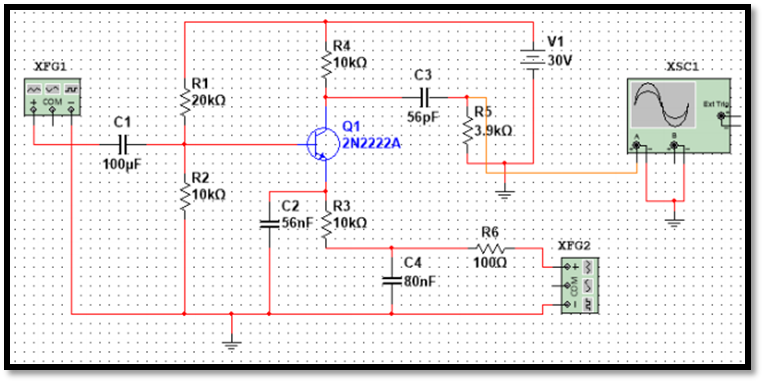 XFG1
+ COM −
R1
20kΩ
R4
10kΩ
V1
30V
C3
56pF
R5
3.9kΩ
XSC1
Ext Trig
A
B
C1
100µF
Q1
2N2222A
R2
10kΩ
C2
56nF
R3
10kΩ
R6
100Ω
C4
80nF
XFG2
+
COM